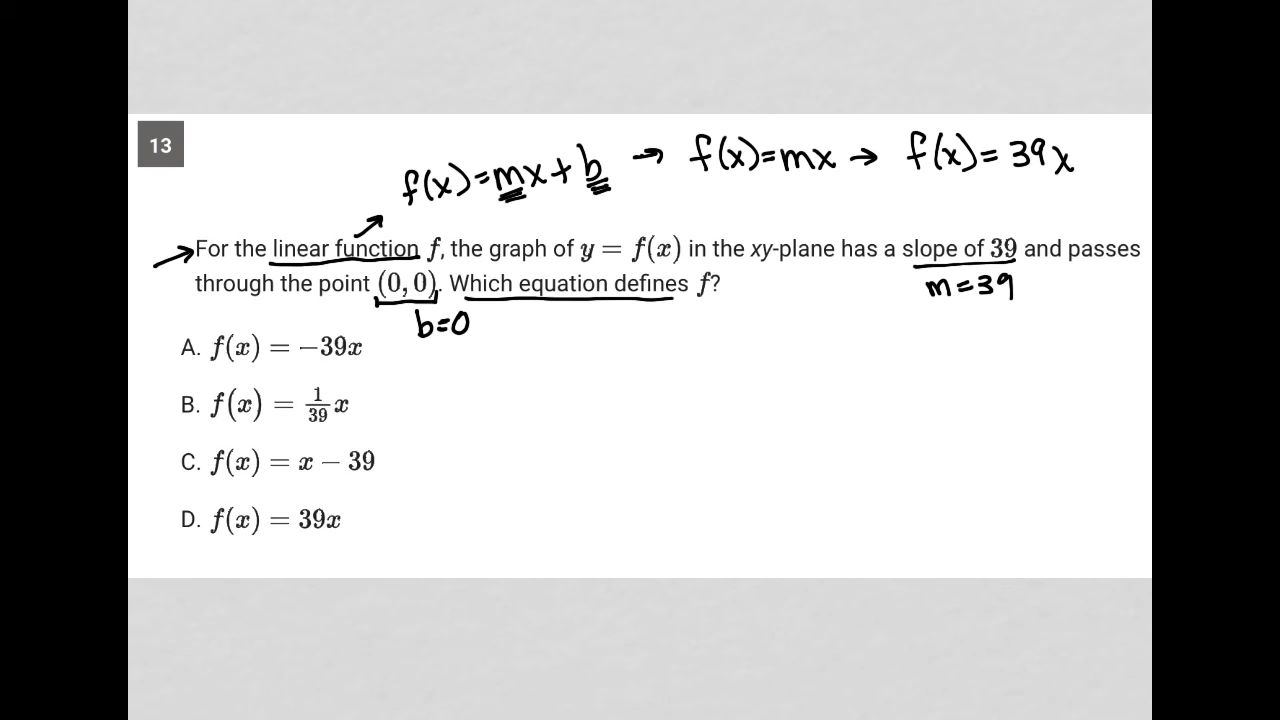 13
f(x)=mx+b → f(x)=mx → f(x)=39x
For the linear function f, the graph of y = f(x) in the xy-plane has a slope of 39 and passes
through the point (0, 0). Which equation defines f?
m=39
b=0
A. f(x) = −39x
B. f(x) = 1/39 x
C. f(x) = x − 39
D. f(x) = 39x